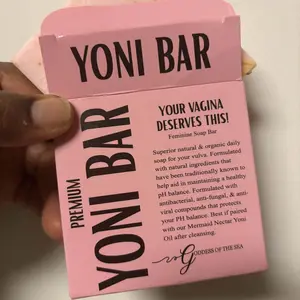 YONI BAR
PREMIUM
YONI BAR
YOUR VAGINA
DESERVES THIS!
Feminine Soap Bar
Superior natural & organic daily
soap for your vulva. Formulated
with natural ingredients that
have been traditionally known to
help aid in maintaining a healthy
pH balance. Formulated with
antibacterial, anti-fungal, & anti-
viral compounds that protects
your PH balance. Best if paired
with our Mermaid Nectar Yoni
Oil after cleansing.
GODDESS OF THE SEA